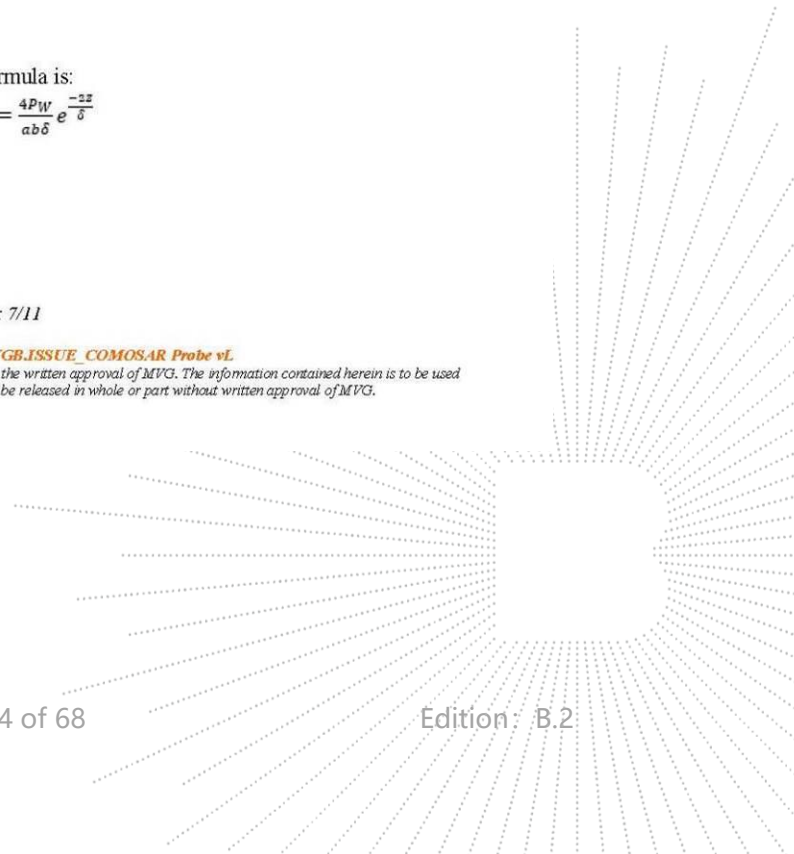 rmula is:
= 4PW/abδ e^(-2z/δ)
: 7/11
GB.ISSUE_COMOSAR Probe vL
the written approval of MVG. The information contained herein is to be used
be released in whole or part without written approval of MVG.
4 of 68 Edition: B.2